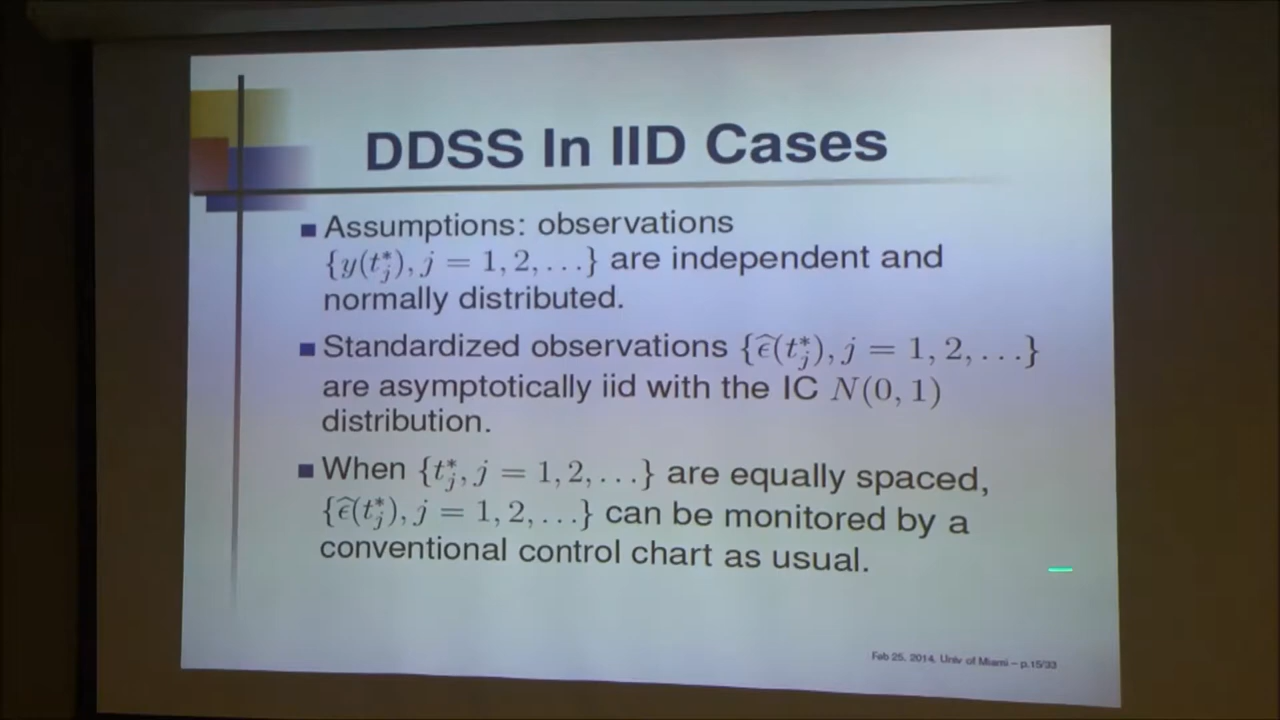 DDSS In IID Cases
Assumptions: observations
{y(t*_j), j = 1, 2, ...} are independent and
normally distributed.
Standardized observations {ε̂(t*_j), j = 1, 2, ...}
are asymptotically iid with the IC N(0, 1)
distribution.
When {t*_j, j = 1, 2, ...} are equally spaced,
{ε̂(t*_j), j = 1, 2, ...} can be monitored by a
conventional control chart as usual.
Feb 25, 2014, Univ of Miami – p.15/33